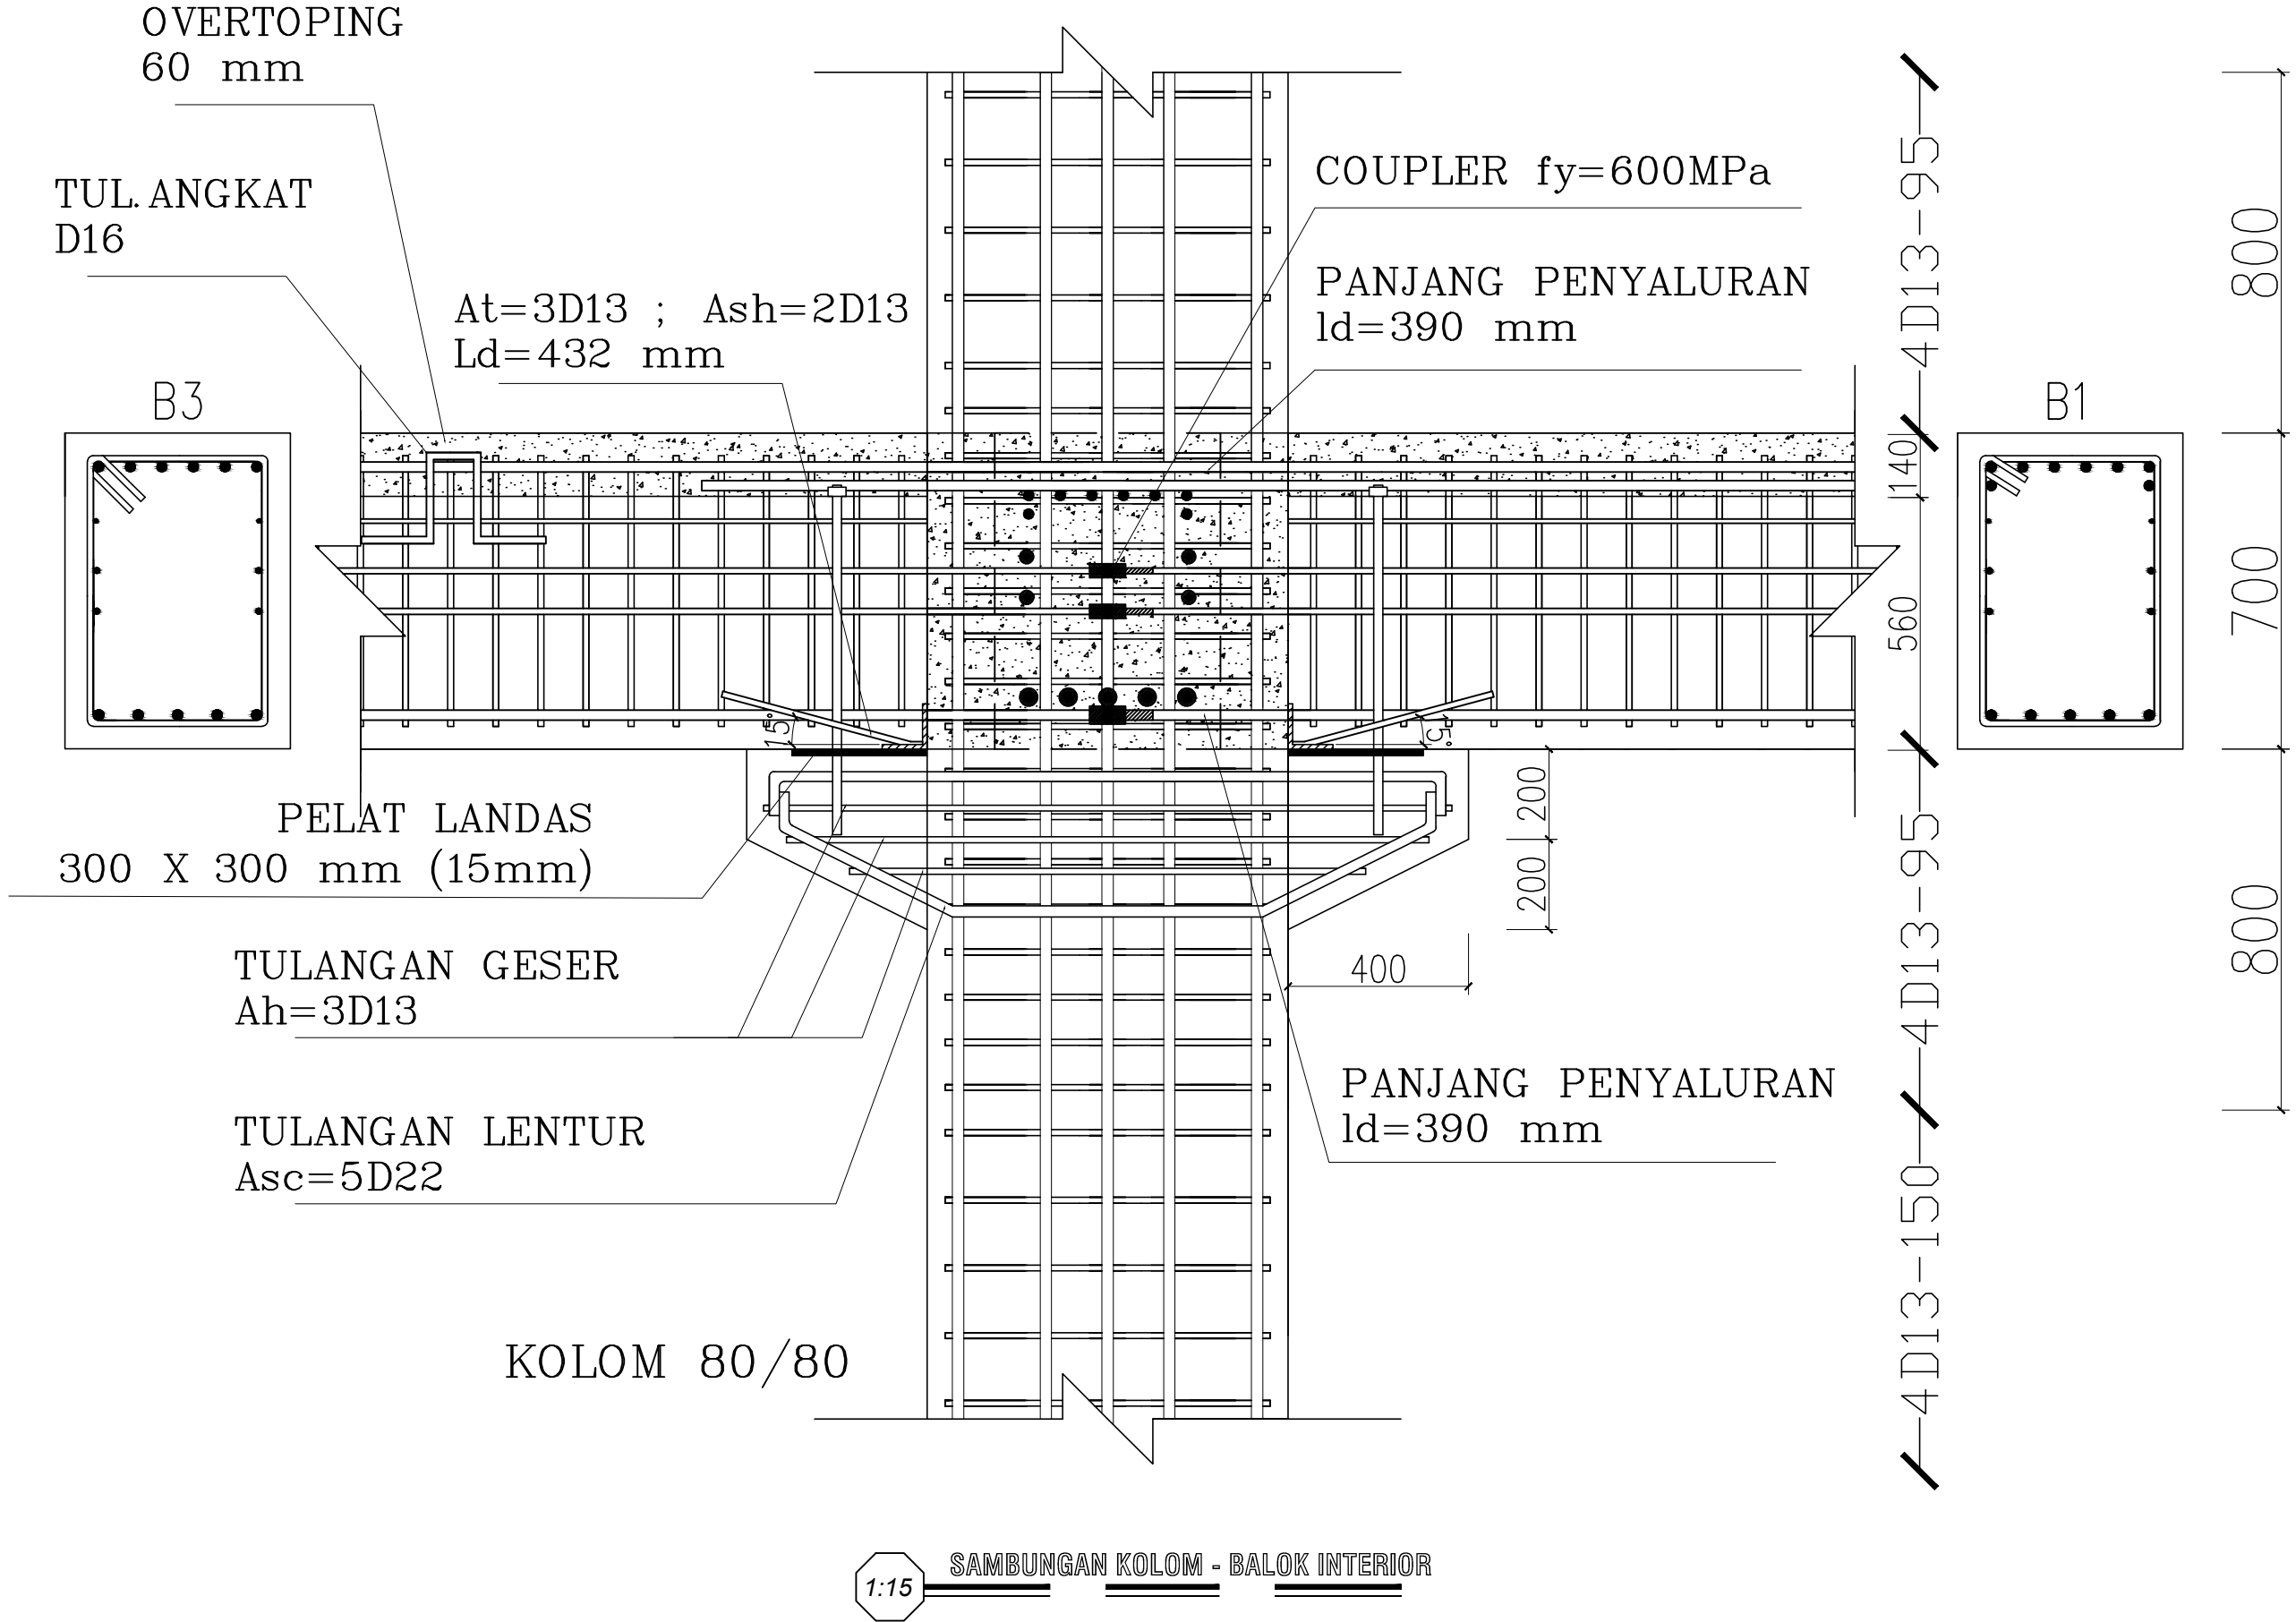 OVERTOPING
60 mm
TUL. ANGKAT
D16
At=3D13 ; Ash=2D13
Ld=432 mm
COUPLER fy=600MPa
PANJANG PENYALURAN
ld=390 mm
B3
B1
15°
15°
PELAT LANDAS
300 X 300 mm (15mm)
TULANGAN GESER
Ah=3D13
TULANGAN LENTUR
Asc=5D22
KOLOM 80/80
200
200
400
PANJANG PENYALURAN
ld=390 mm
4D13-95
140
560
4D13-95
4D13-150
800
700
800
1:15
SAMBUNGAN KOLOM - BALOK INTERIOR